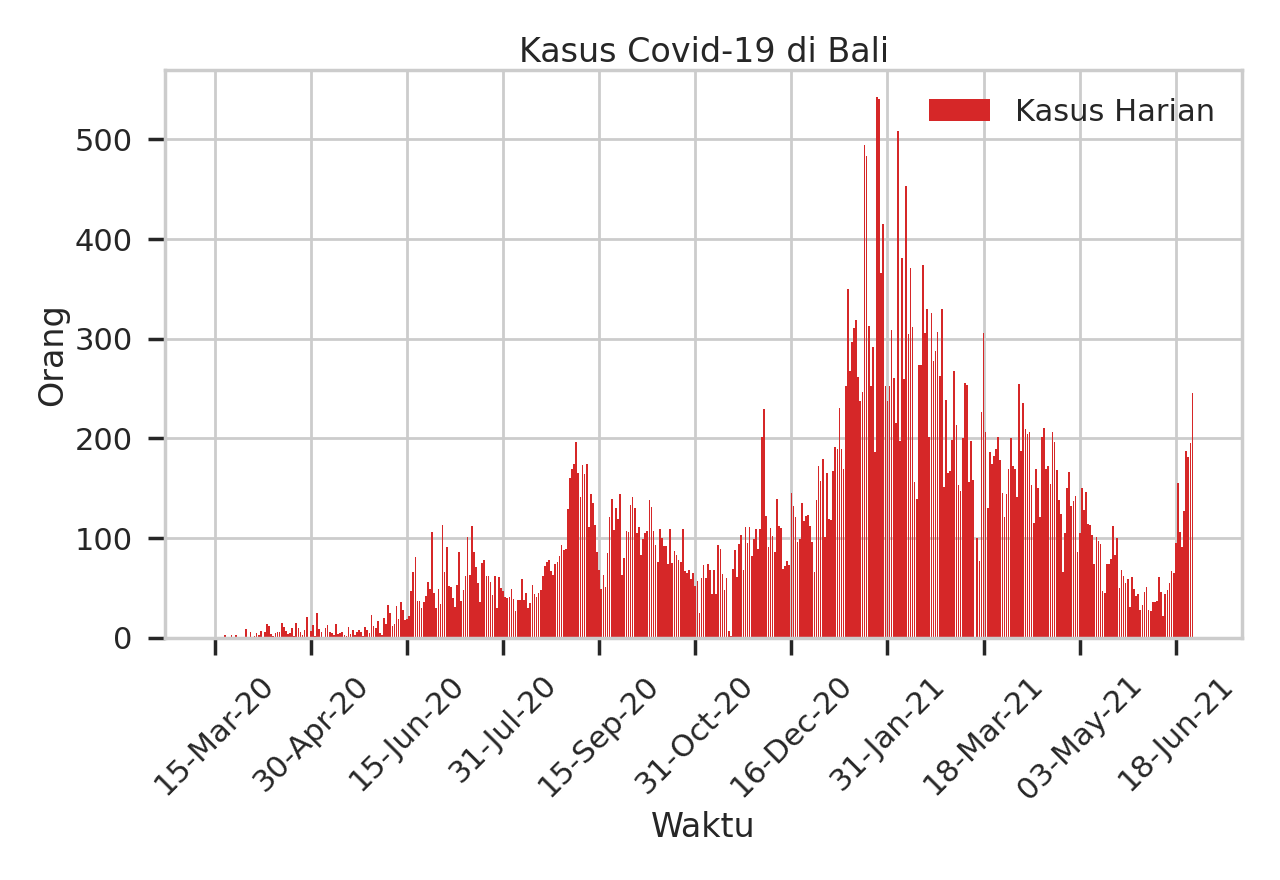 Kasus Covid-19 di Bali
Kasus Harian
Orang
500
400
300
200
100
0
15-Mar-20
30-Apr-20
15-Jun-20
31-Jul-20
15-Sep-20
31-Oct-20
16-Dec-20
31-Jan-21
18-Mar-21
03-May-21
18-Jun-21
Waktu